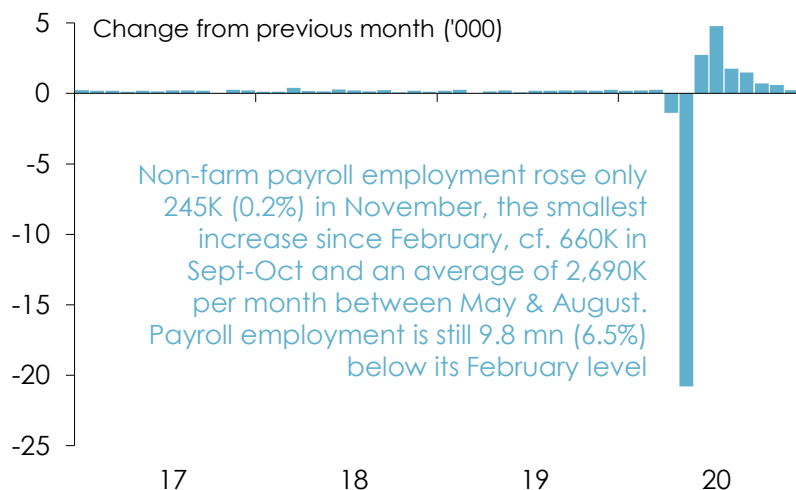 Change from previous month ('000)
5
0
-5
-10
-15
-20
-25
Non-farm payroll employment rose only
245K (0.2%) in November, the smallest
increase since February, cf. 660K in
Sept-Oct and an average of 2,690K
per month between May & August.
Payroll employment is still 9.8 mn (6.5%)
below its February level
17 18 19 20